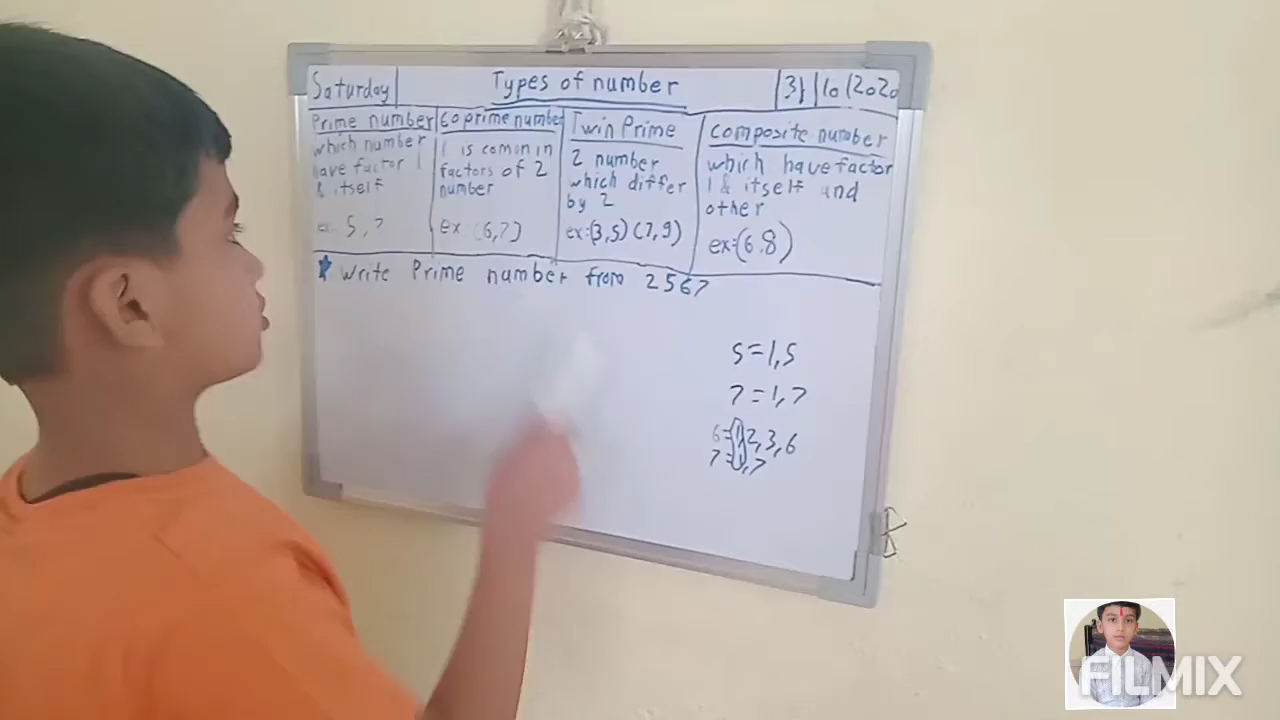 Saturday
Types of number
31/10/2020
Prime number
which number
have factor 1
& itself
ex: 5,7
Co prime number
1 is comon in
factors of 2
number
ex: (6,7)
Twin Prime
2 number
which differ
by 2
ex:(3,5) (7,9)
Composite number
which have factor
1 & itself and
other
ex:(6.8)
★ Write Prime number from 2567
5=1,5
7=1,7
6=1,2,3,6
7=1,7
FILMIX